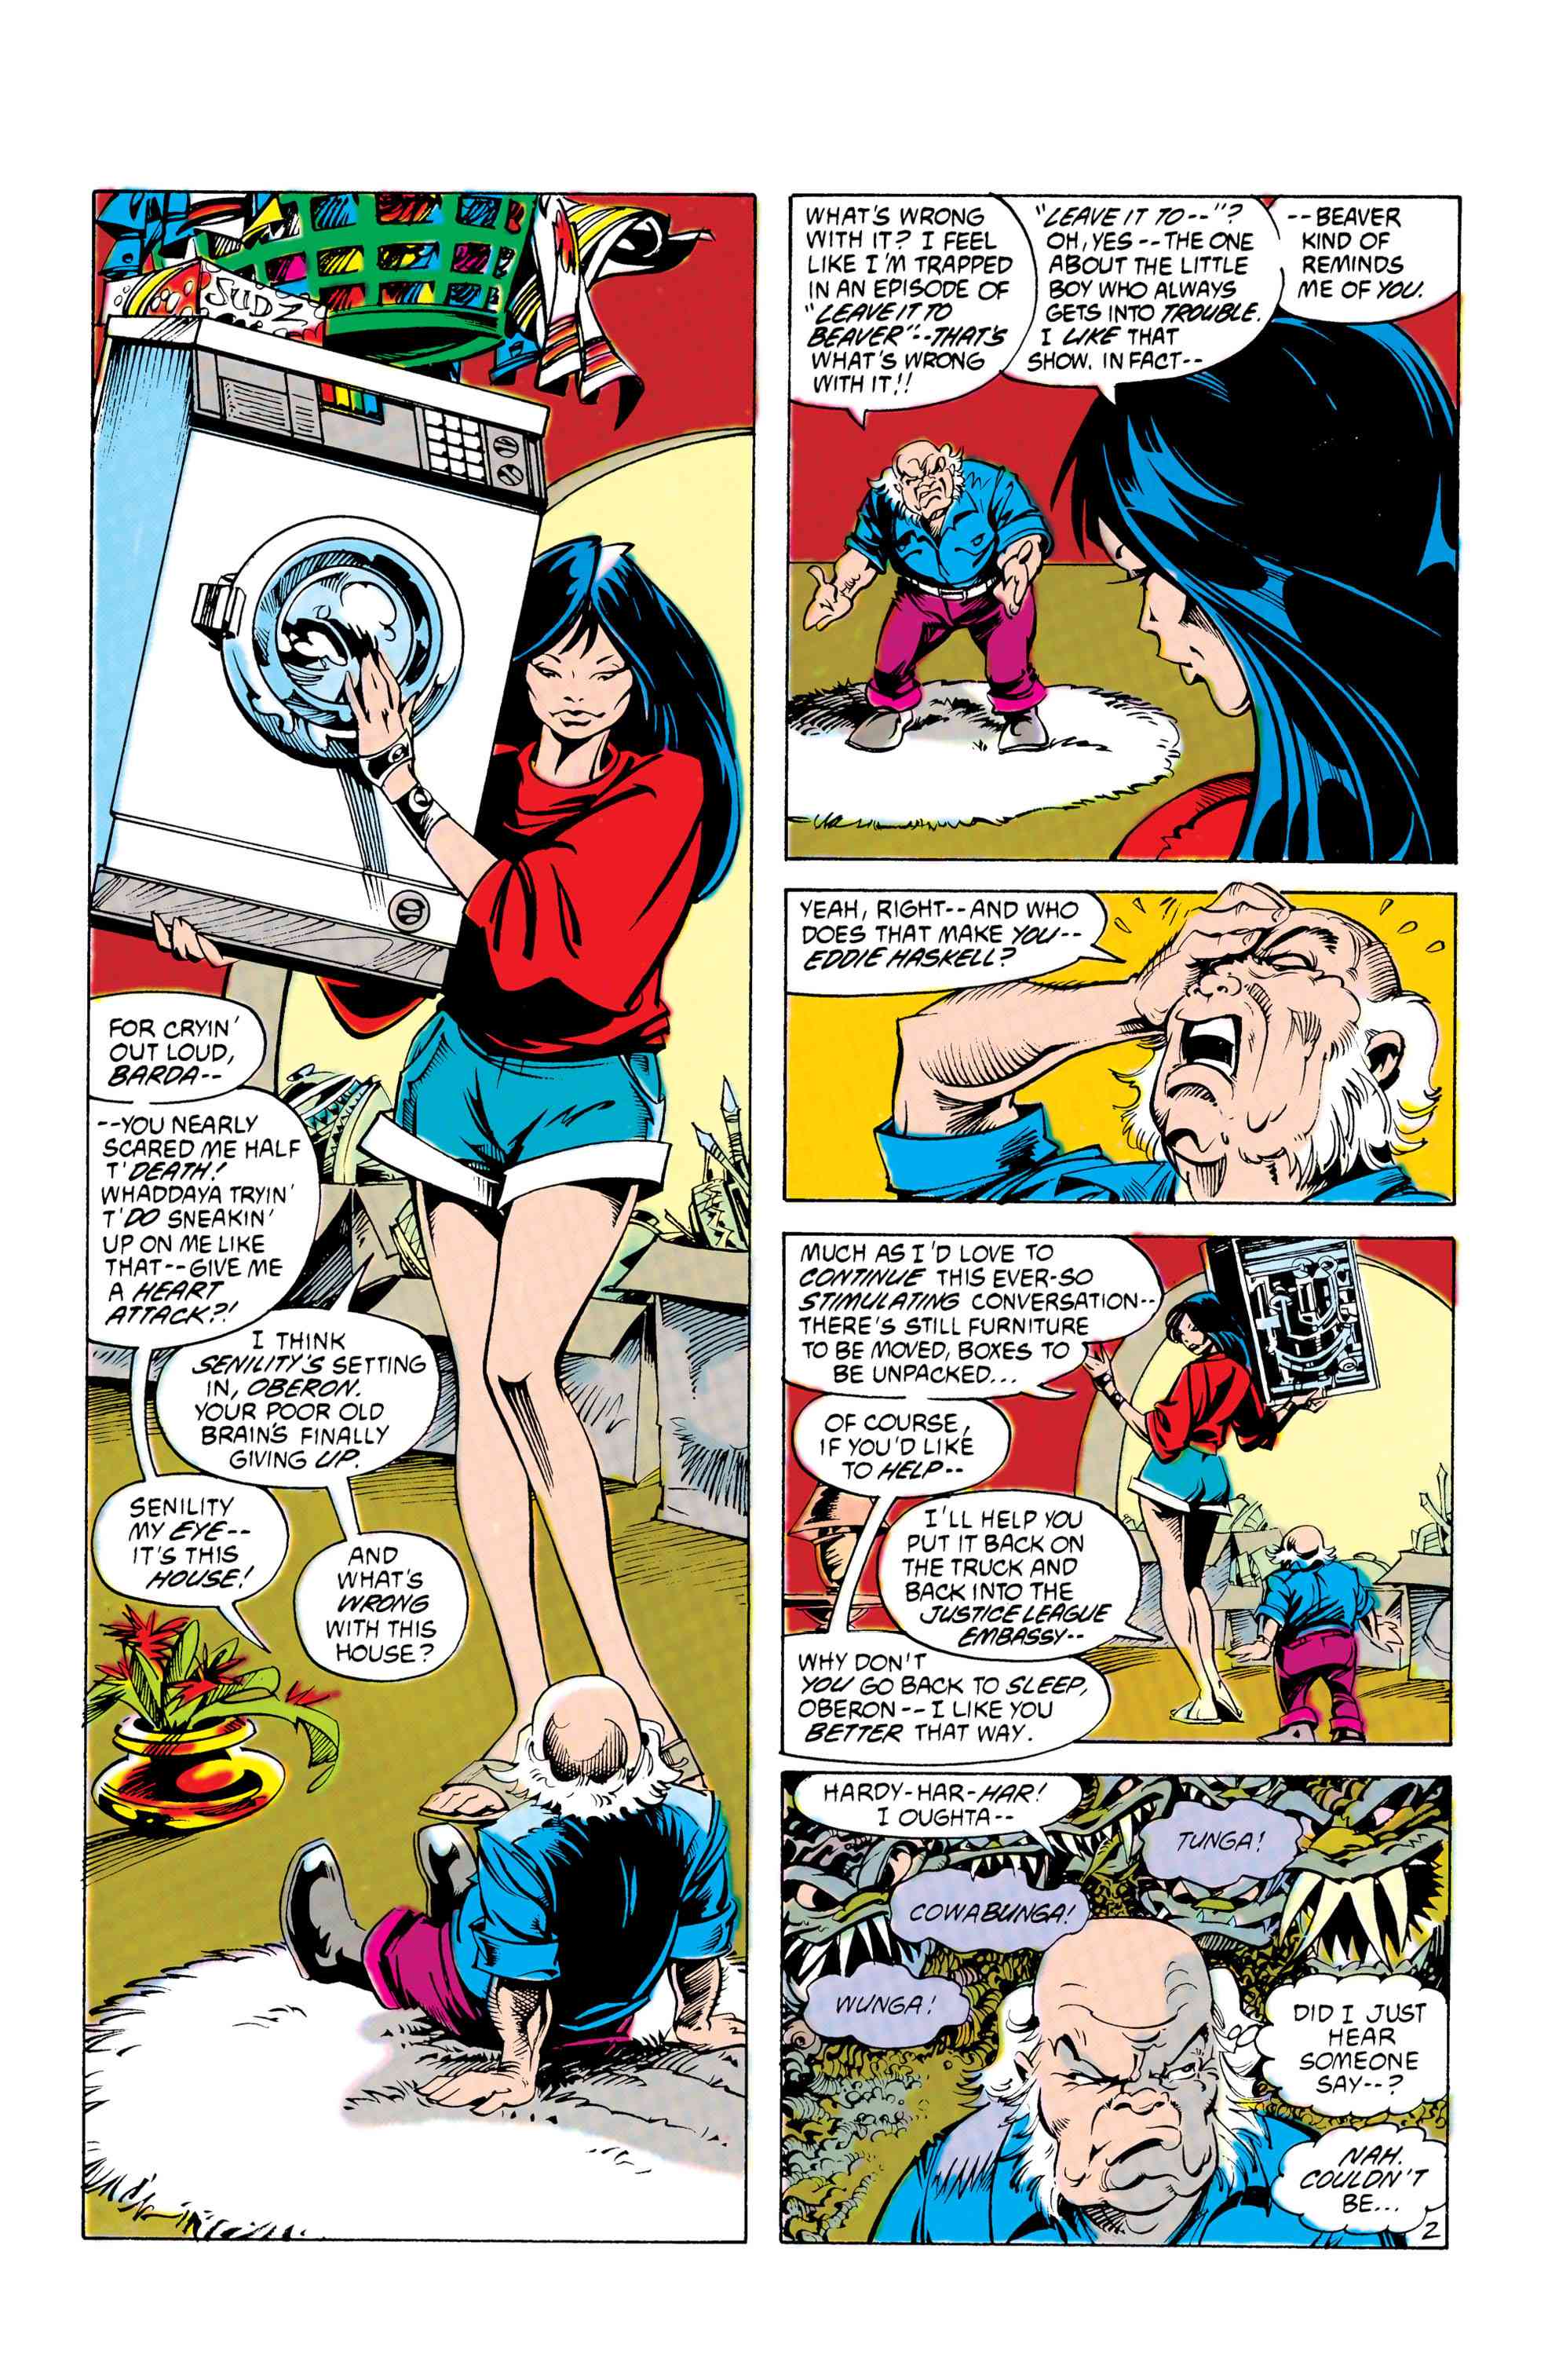 SUDZ
FOR CRYIN'
OUT LOUD,
BARDA--
--YOU NEARLY
SCARED ME HALF
T'DEATH!
WHADDAYA TRYIN'
T'DO SNEAKIN'
UP ON ME LIKE
THAT--GIVE ME
A HEART
ATTACK?!
I THINK
SENILITY'S SETTING
IN, OBERON.
YOUR POOR OLD
BRAIN'S FINALLY
GIVING UP.
SENILITY
MY EYE--
IT'S THIS
HOUSE!
AND
WHAT'S
WRONG
WITH THIS
HOUSE?
WHAT'S WRONG
WITH IT? I FEEL
LIKE I'M TRAPPED
IN AN EPISODE OF
"LEAVE IT TO
BEAVER"--THAT'S
WHAT'S WRONG
WITH IT!!
"LEAVE IT TO--"?
OH, YES--THE ONE
ABOUT THE LITTLE
BOY WHO ALWAYS
GETS INTO TROUBLE.
I LIKE THAT
SHOW. IN FACT--
--BEAVER
KIND OF
REMINDS
ME OF YOU.
YEAH, RIGHT--AND WHO
DOES THAT MAKE YOU--
EDDIE HASKELL?
MUCH AS I'D LOVE TO
CONTINUE THIS EVER-SO
STIMULATING CONVERSATION--
THERE'S STILL FURNITURE
TO BE MOVED, BOXES TO
BE UNPACKED...
OF COURSE,
IF YOU'D LIKE
TO HELP--
I'LL HELP YOU
PUT IT BACK ON
THE TRUCK AND
BACK INTO THE
JUSTICE LEAGUE
EMBASSY--
WHY DON'T
YOU GO BACK TO SLEEP,
OBERON--I LIKE YOU
BETTER THAT WAY.
HARDY-HAR-HAR!
I OUGHTA--
TUNGA!
COWABUNGA!
WUNGA!
DID I JUST
HEAR
SOMEONE
SAY--?
NAH.
COULDN'T
BE...
2